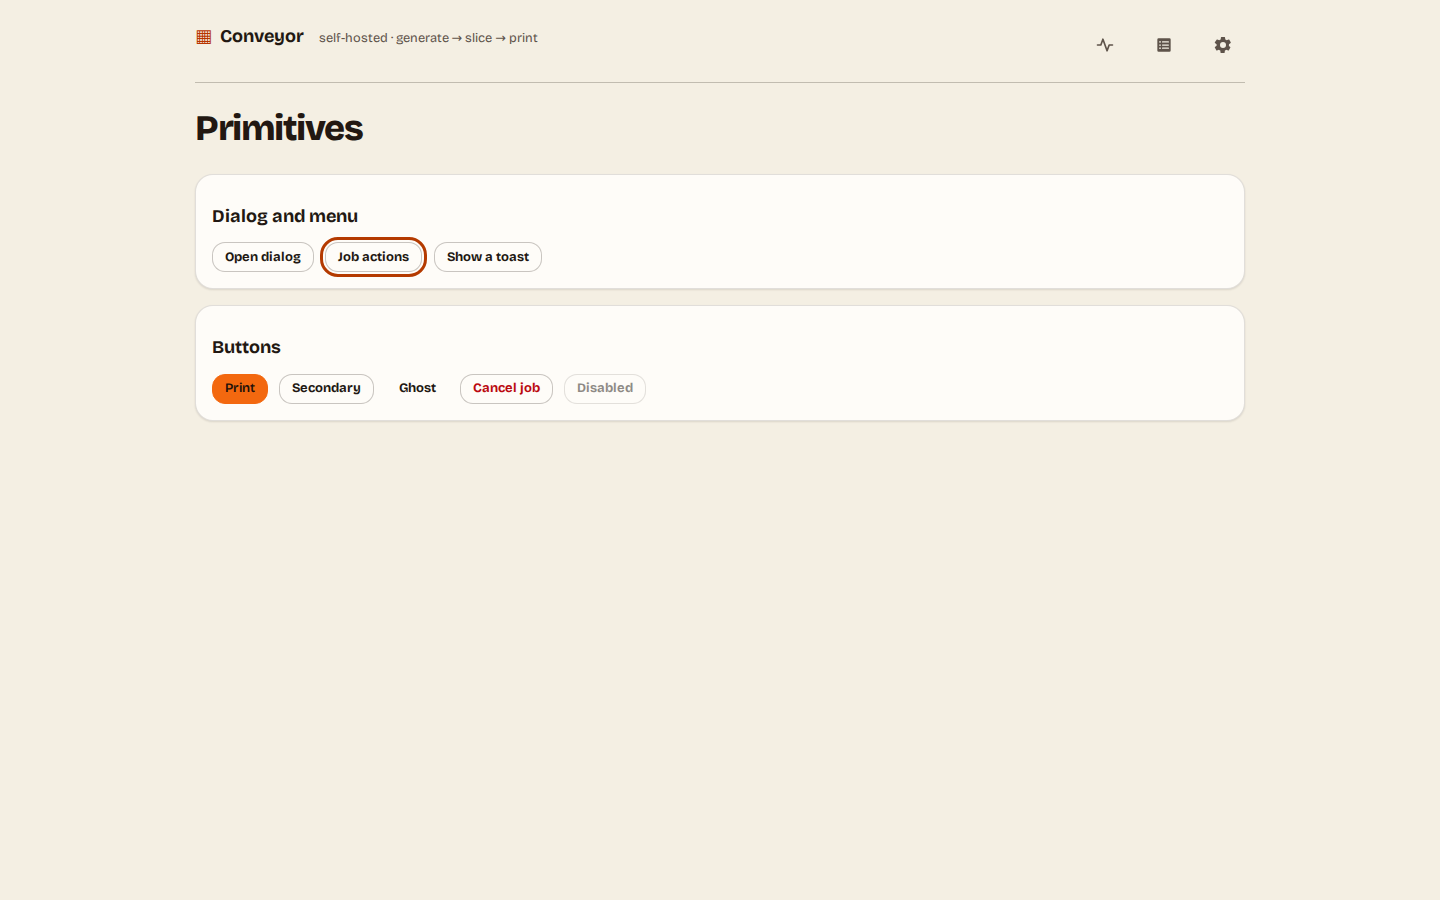 Conveyor self-hosted · generate → slice → print
Primitives
Dialog and menu
Open dialog Job actions Show a toast
Buttons
Print Secondary Ghost Cancel job Disabled